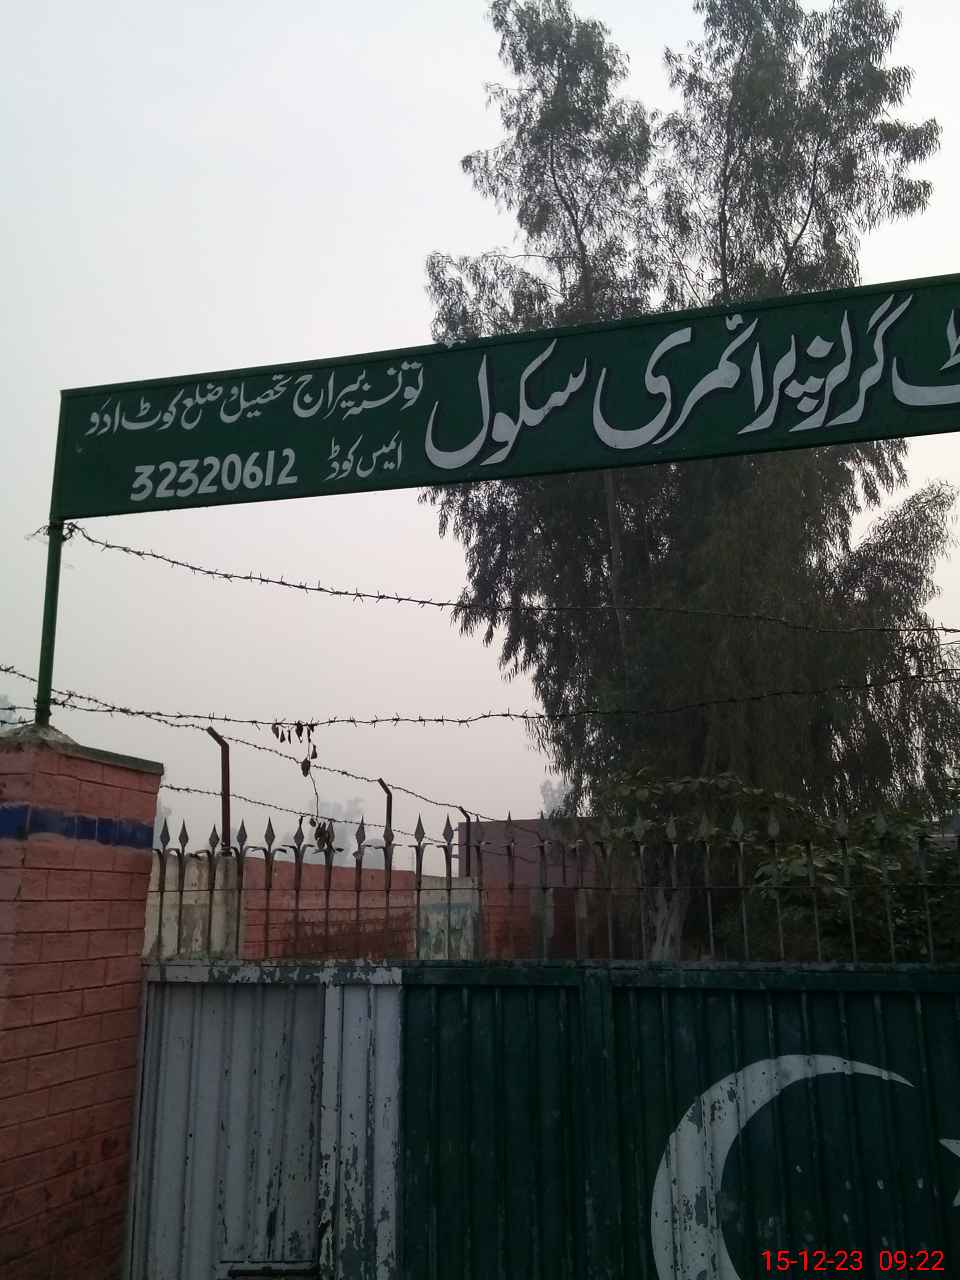 گرلز پرائمری سکول
تونسہ بیراج تحصیل و ضلع کوٹ ادو
ایمس کوڈ 32320612
15-12-23 09:22